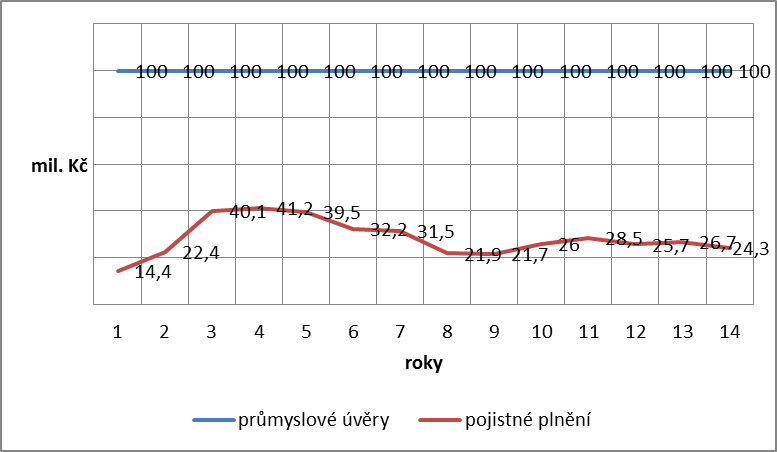 100 100 100 100 100 100 100 100 100 100 100 100 100 100
mil. Kč
14,4 22,4 40,1 41,2 39,5 32,2 31,5 21,9 21,7 26 28,5 25,7 26,7 24,3
1 2 3 4 5 6 7 8 9 10 11 12 13 14
roky
průmyslové úvěry pojistné plnění